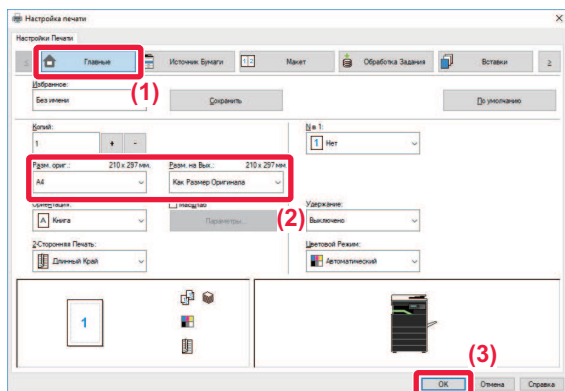 Настройка печати
Настройки Печати
Главные Источник Бумаги 1 2 Макет Обработка Задания Вставки
(1)
Избранное:
Без имени Сохранить По умолчанию
Копий: N в 1:
1 + - 1 Нет
Разм. ориг.: 210 x 297 мм. Разм. на Вых.: 210 x 297 мм
A4 Как Размер Оригинала
(2)
Ориентация: Масштаб Удержание:
A Книга Параметры... Выключено
2-Сторонняя Печать: Цветовой Режим:
Длинный Край Автоматический
1
(3)
OK Отмена Справка